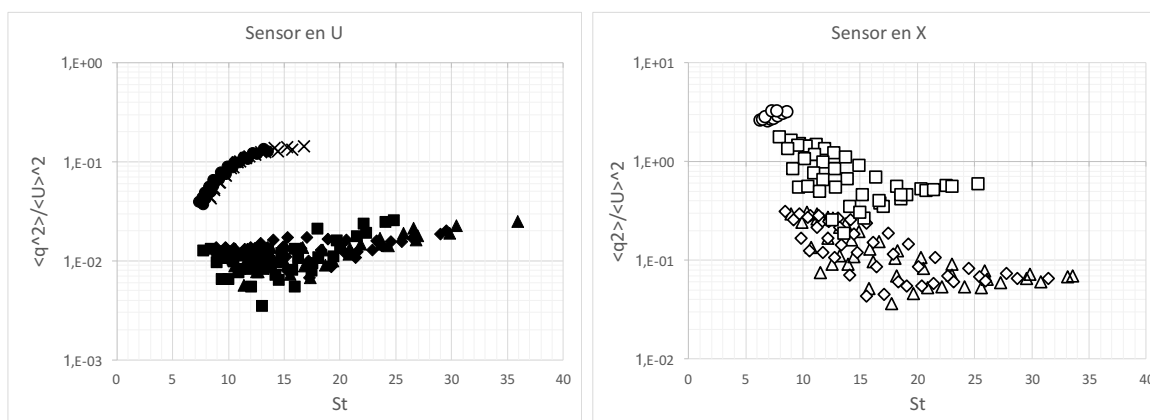 Sensor en U
1,E+00
1,E-01
1,E-02
1,E-03
<q^2>/<U>^2
0 5 10 15 20 25 30 35 40
St
Sensor en X
1,E+01
1,E+00
1,E-01
1,E-02
<q2>/<U>^2
0 5 10 15 20 25 30 35 40
St